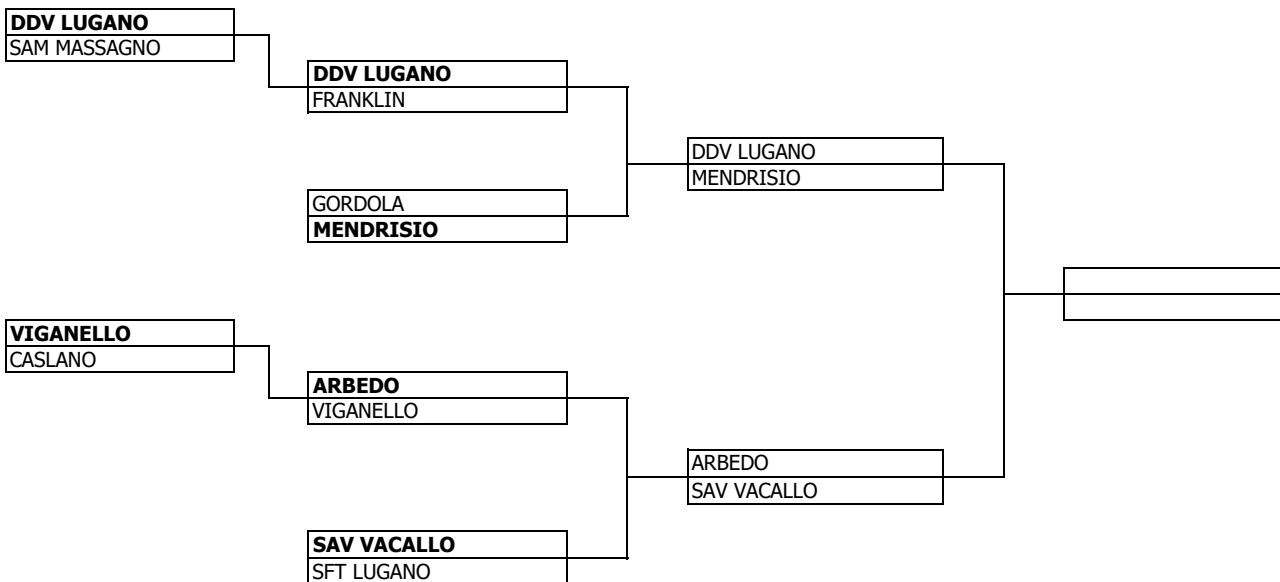 DDV LUGANO
SAM MASSAGNO
DDV LUGANO
FRANKLIN
GORDOLA
MENDRISIO
DDV LUGANO
MENDRISIO
VIGANELLO
CASLANO
ARBEDO
VIGANELLO
SAV VACALLO
SFT LUGANO
ARBEDO
SAV VACALLO